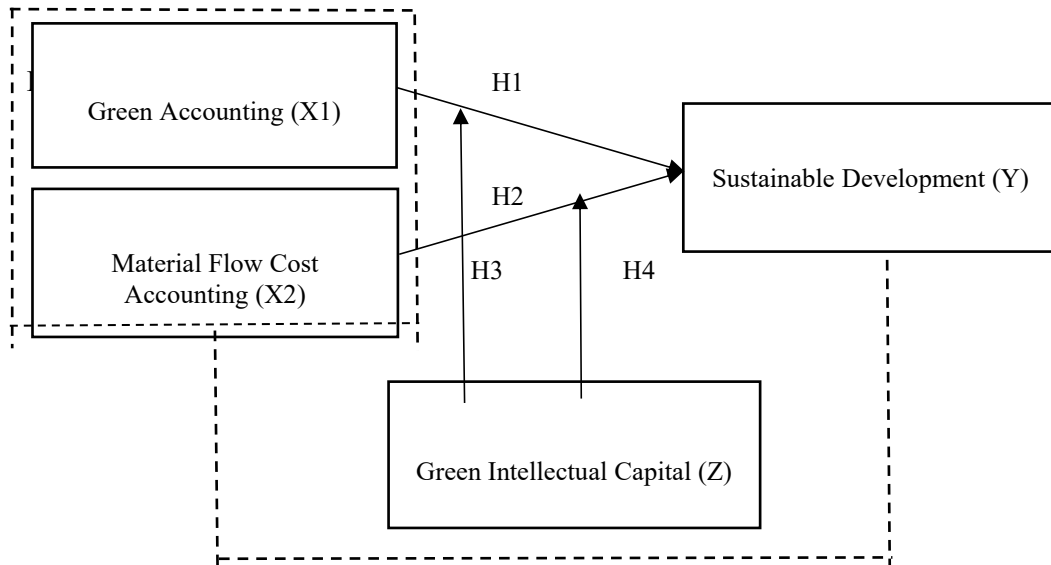 H1
Green Accounting (X1)
Sustainable Development (Y)
H2
Material Flow Cost
Accounting (X2)
H3
H4
Green Intellectual Capital (Z)